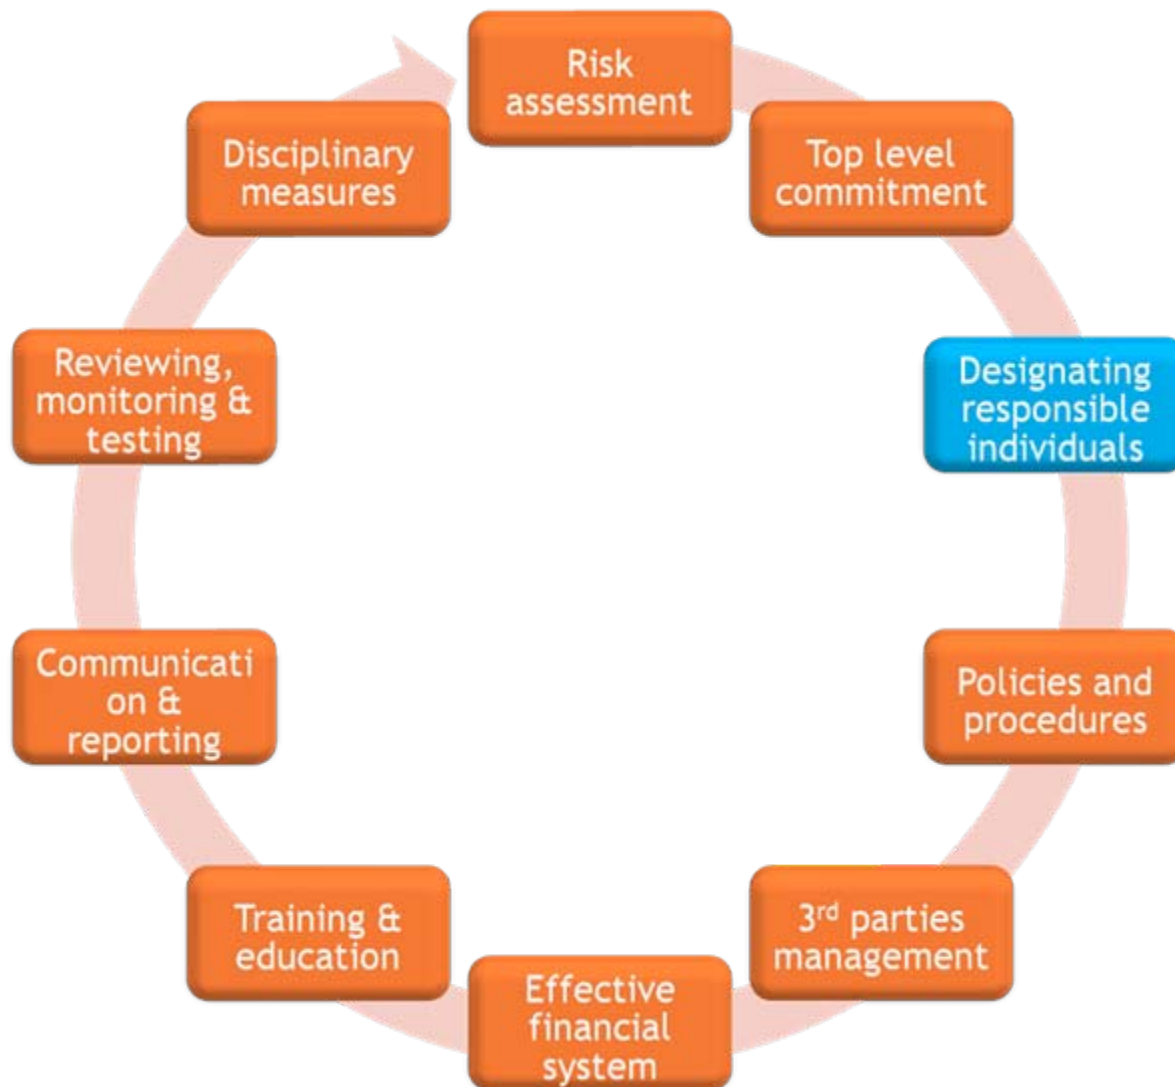 Risk
assessment
Top level
commitment
Designating
responsible
individuals
Policies and
procedures
3rd parties
management
Effective
financial
system
Training &
education
Communicati
on &
reporting
Reviewing,
monitoring &
testing
Disciplinary
measures